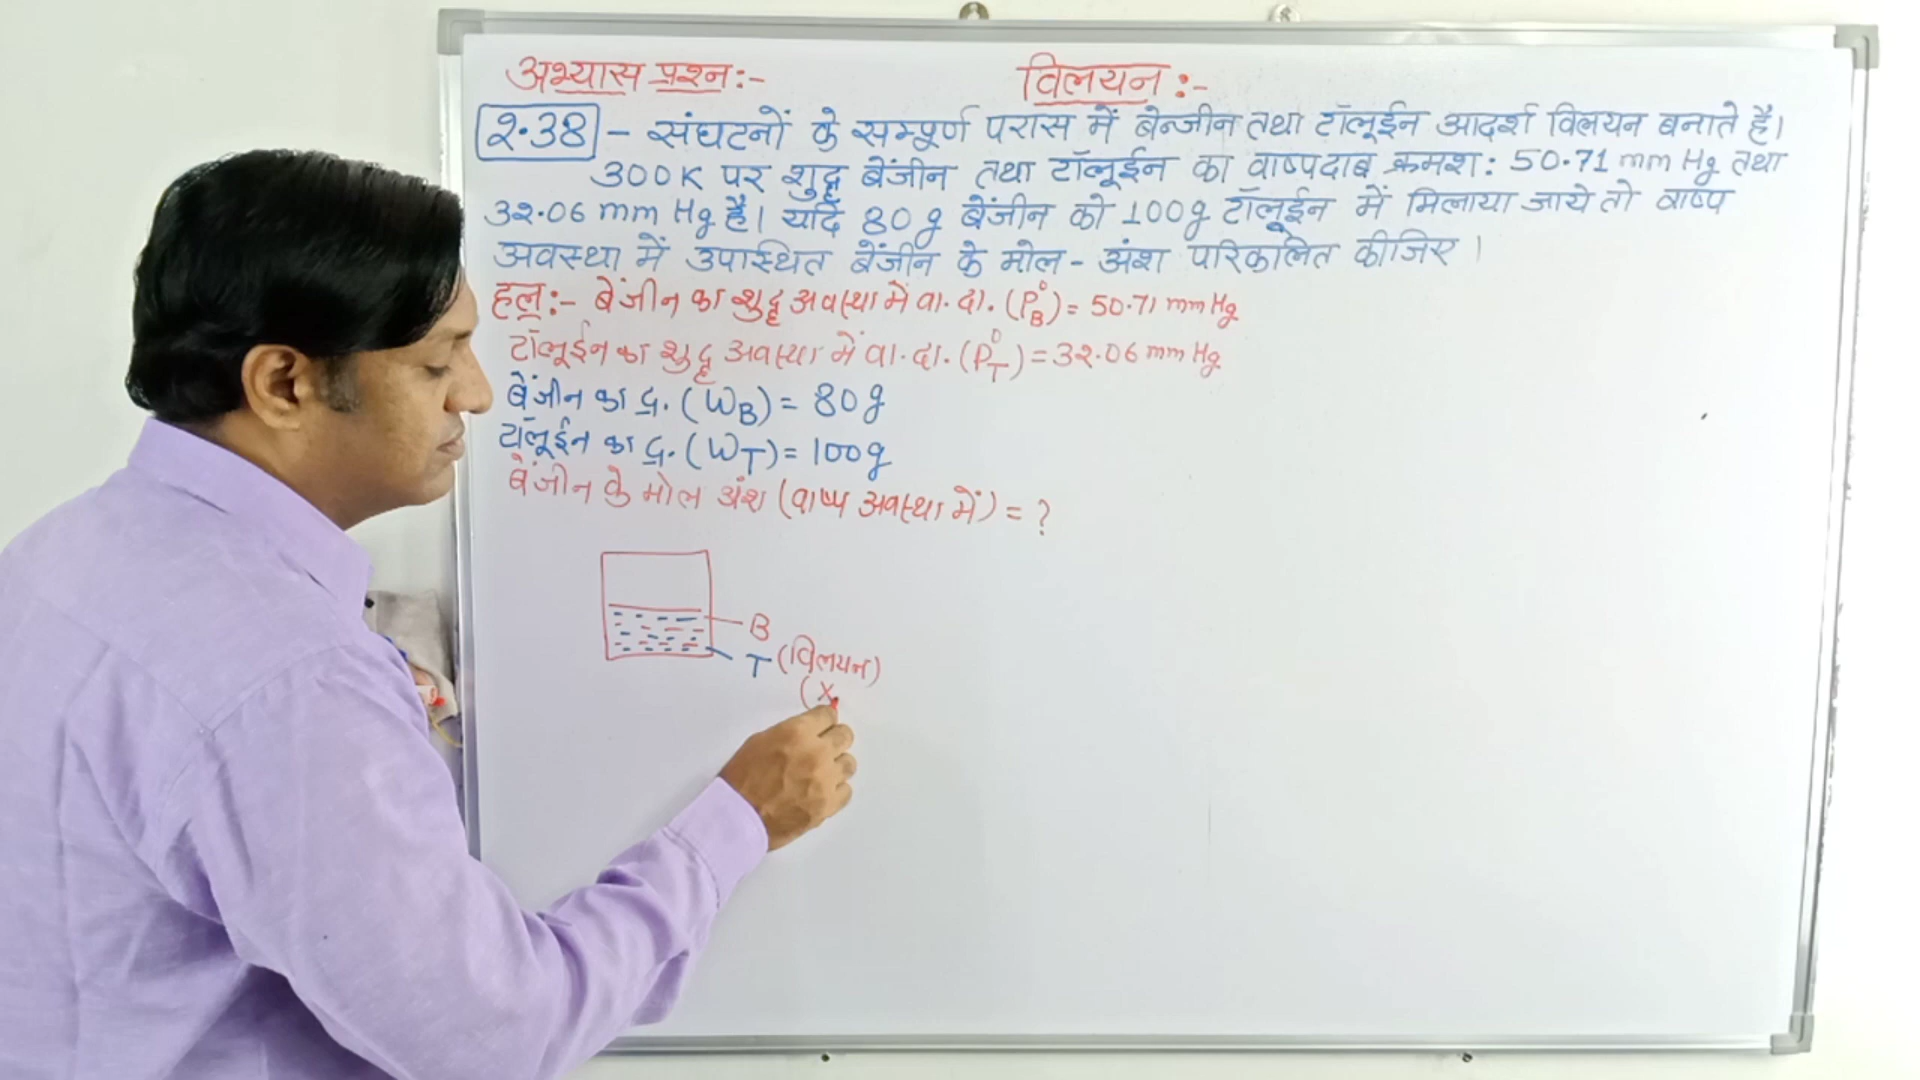 अभ्यास प्रश्न:- विलयन:-
2.38 - संघटनों के सम्पूर्ण परास में बेन्जीन तथा टॉलूईन आदर्श विलयन बनाते है।
300K पर शुद्ध बेंजीन तथा टॉलूईन का वाष्पदाब क्रमश: 50.71 mm Hg तथा
32.06 mm Hg है। यदि 80 g बेंजीन को 100g टॉलूईन में मिलाया जाये तो वाष्प
अवस्था में उपास्थित बेंजीन के मोल - अंश परिकलित कीजिए।
हल:- बेंजीन का शुद्ध अवस्था में वा.दा. (P°B) = 50.71 mm Hg
टॉलूईन का शुद्ध अवस्था में वा.दा. (P°T) = 32.06 mm Hg
बेंजीन का द्र. (WB) = 80g
टॉलूईन का द्र. (WT) = 100g
बेंजीन के मोल अंश (वाष्प अवस्था में) = ?
B
T (विलयन)
(x